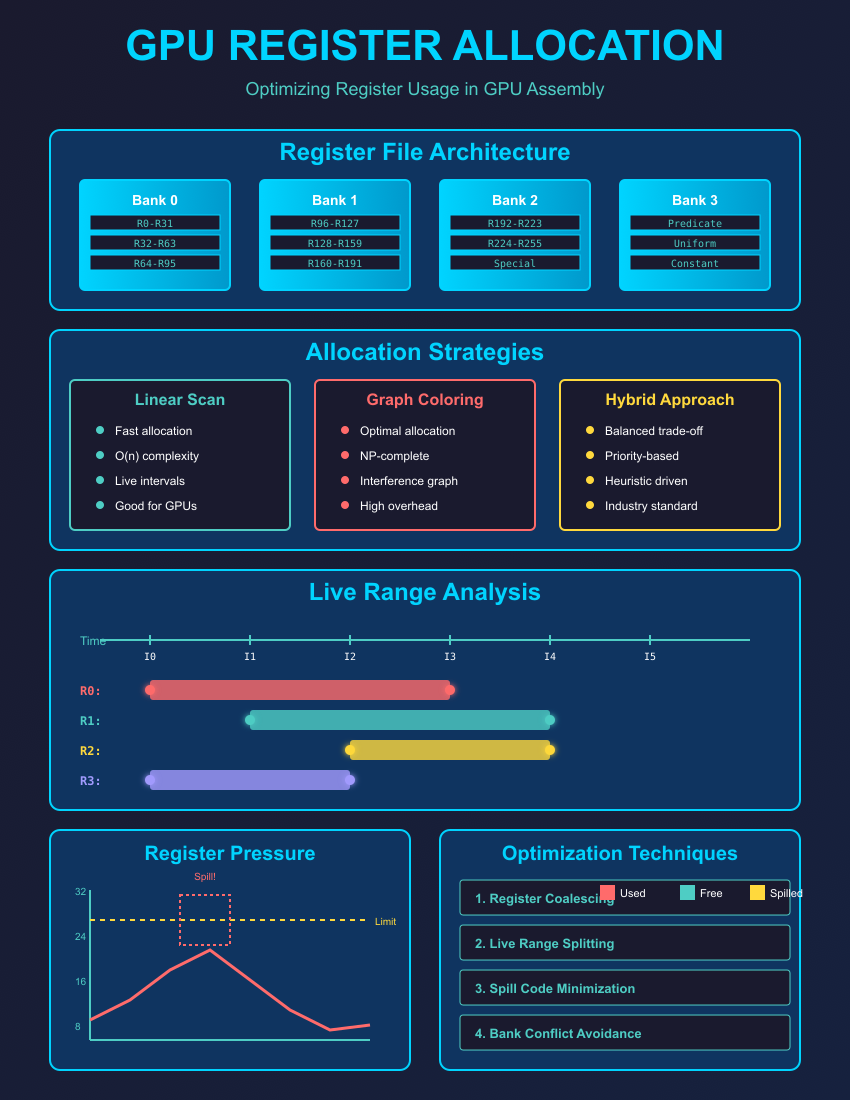 GPU REGISTER ALLOCATION
Optimizing Register Usage in GPU Assembly
Register File Architecture
Bank 0
R0-R31
R32-R63
R64-R95
Bank 1
R96-R127
R128-R159
R160-R191
Bank 2
R192-R223
R224-R255
Special
Bank 3
Predicate
Uniform
Constant
Allocation Strategies
Linear Scan
Fast allocation
O(n) complexity
Live intervals
Good for GPUs
Graph Coloring
Optimal allocation
NP-complete
Interference graph
High overhead
Hybrid Approach
Balanced trade-off
Priority-based
Heuristic driven
Industry standard
Live Range Analysis
Time
I0 I1 I2 I3 I4 I5
R0:
R1:
R2:
R3:
Register Pressure
Spill!
32
Limit
24
16
8
Optimization Techniques
1. Register Coalescing
Used Free Spilled
2. Live Range Splitting
3. Spill Code Minimization
4. Bank Conflict Avoidance